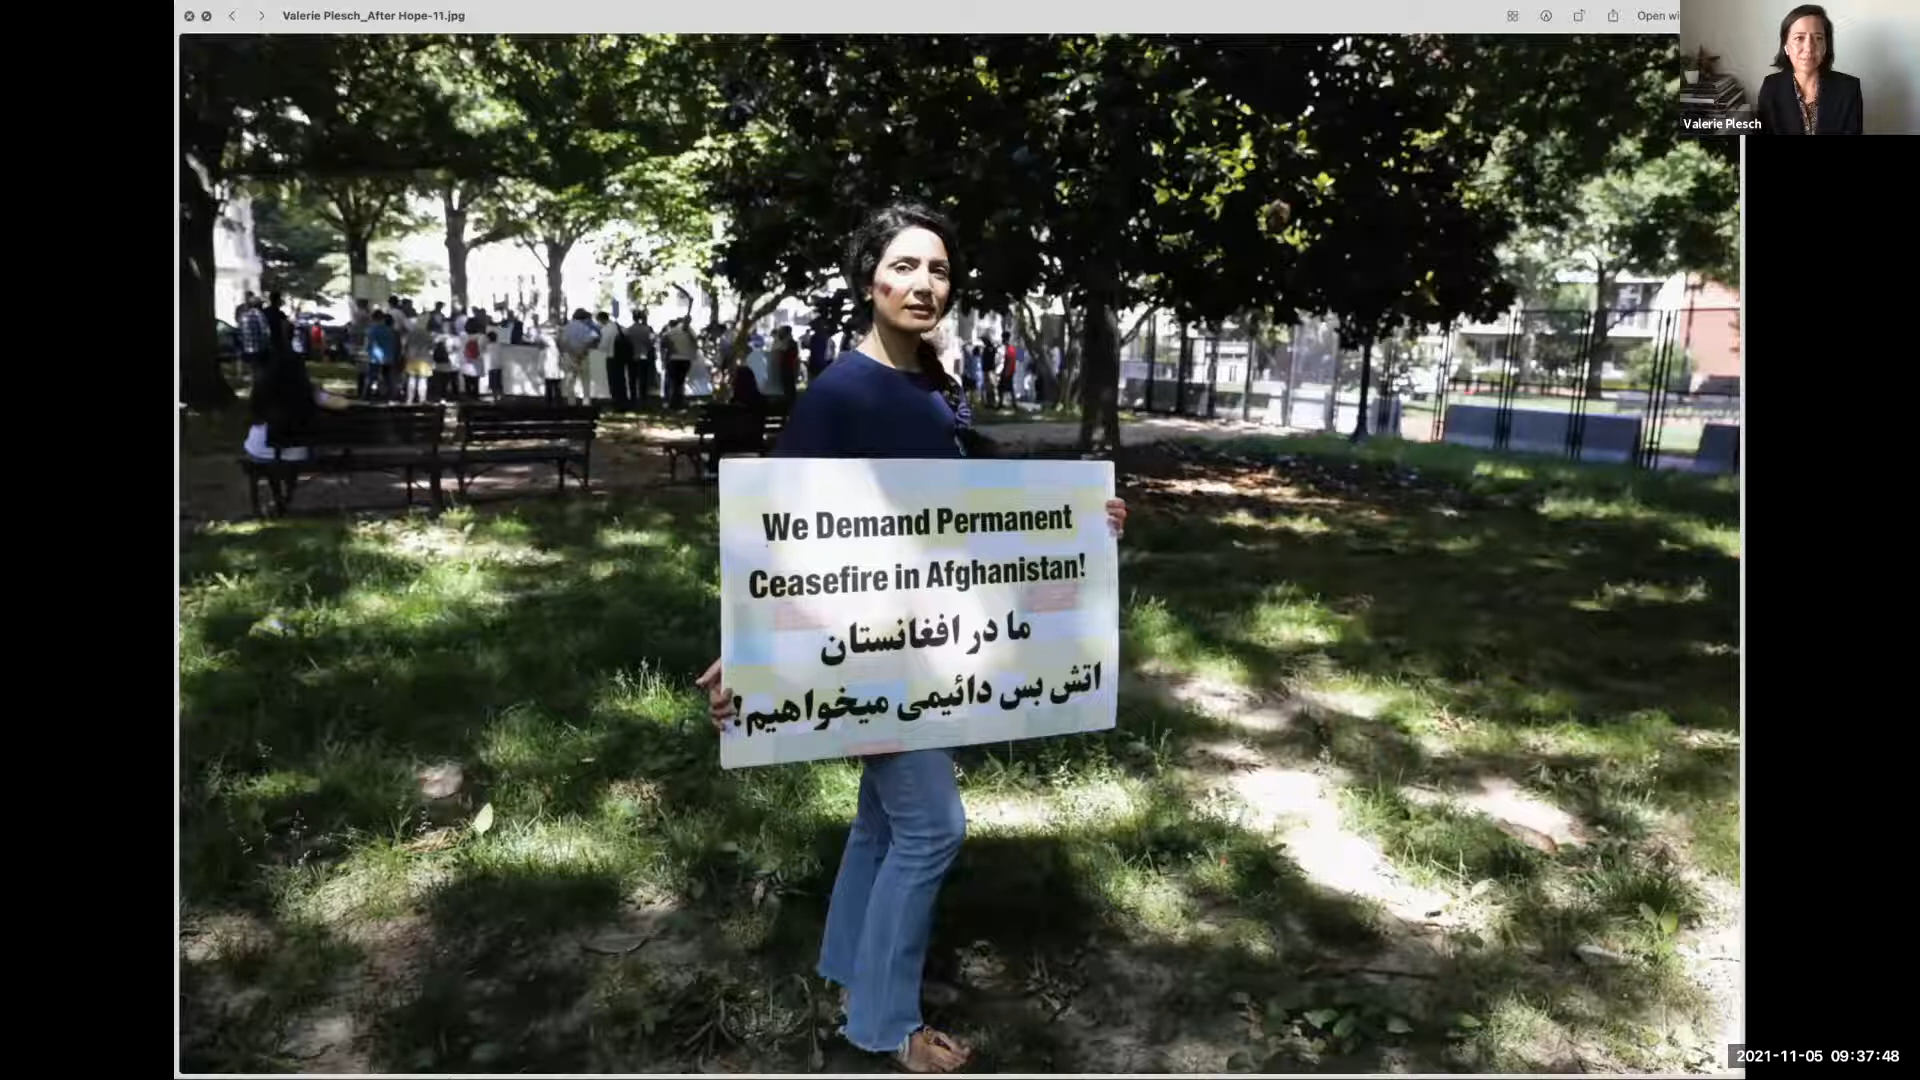 Valerie Plesch_After Hope-11.jpg
Open wi
Valerie Plesch
We Demand Permanent
Ceasefire in Afghanistan!
ما در افغانستان
اتش بس دائیمی میخواهیم!
2021-11-05 09:37:48